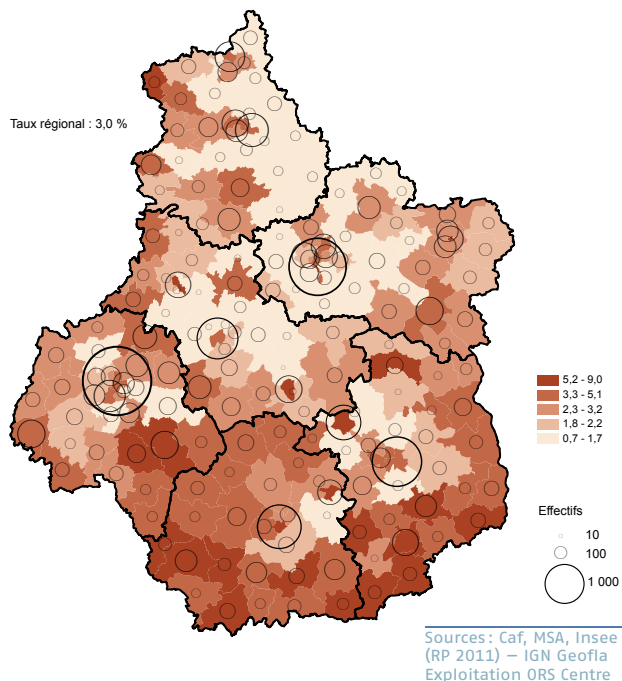 Taux régional : 3,0 %
5,2 - 9,0
3,3 - 5,1
2,3 - 3,2
1,8 - 2,2
0,7 - 1,7
Effectifs
10
100
1 000
Sources : Caf, MSA, Insee
(RP 2011) – IGN Geofla
Exploitation ORS Centre